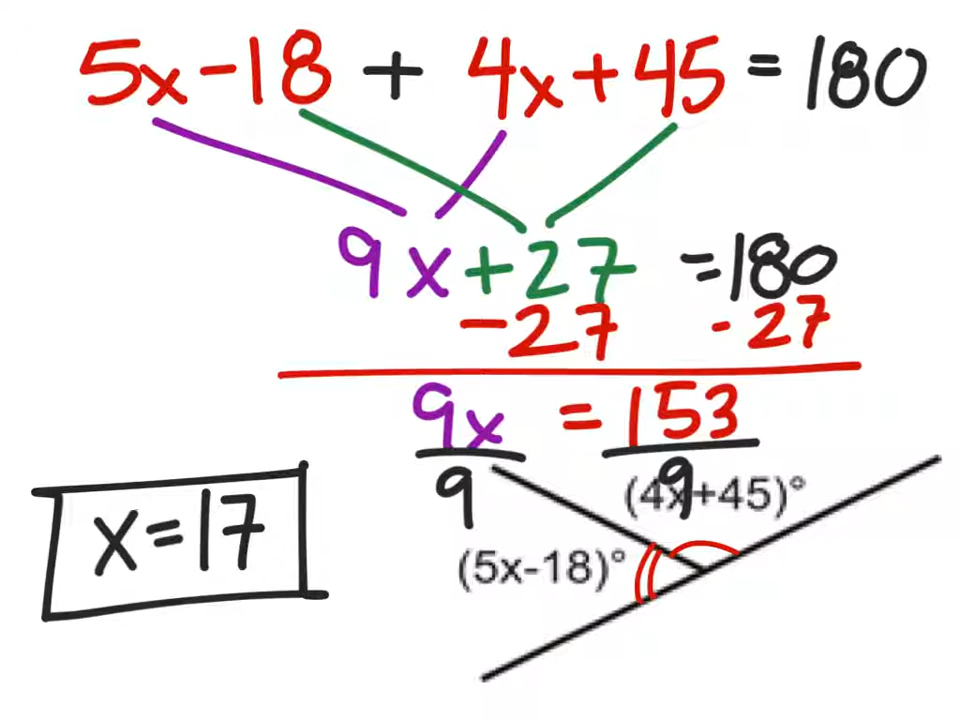 5x-18 + 4x+45 = 180
9x+27 =180
-27 -27
9x = 153
9 9
(4x+45)°
x=17
(5x-18)°